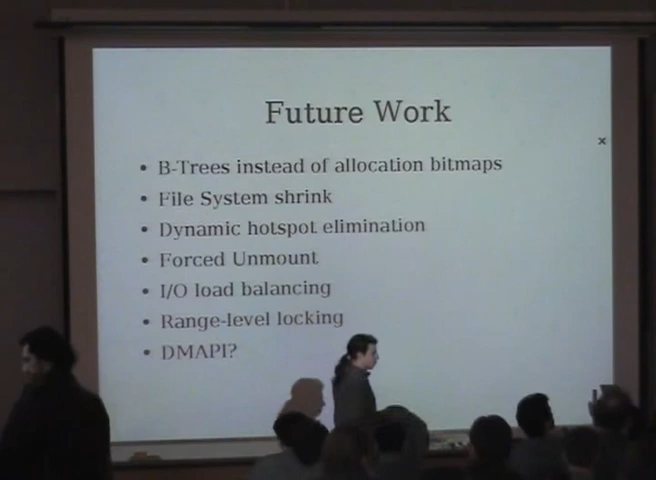 Future Work
• B-Trees instead of allocation bitmaps
• File System shrink
• Dynamic hotspot elimination
• Forced Unmount
• I/O load balancing
• Range-level locking
• DMAPI?